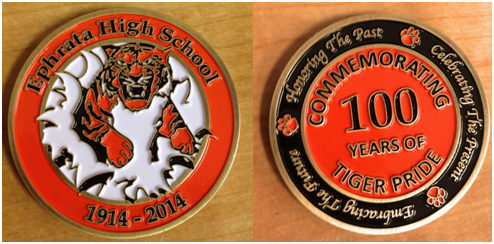 Ephrata High School
1914 - 2014
Honoring The Past
Celebrating The Present
Embracing The Future
COMMEMORATING
100
YEARS OF
TIGER PRIDE